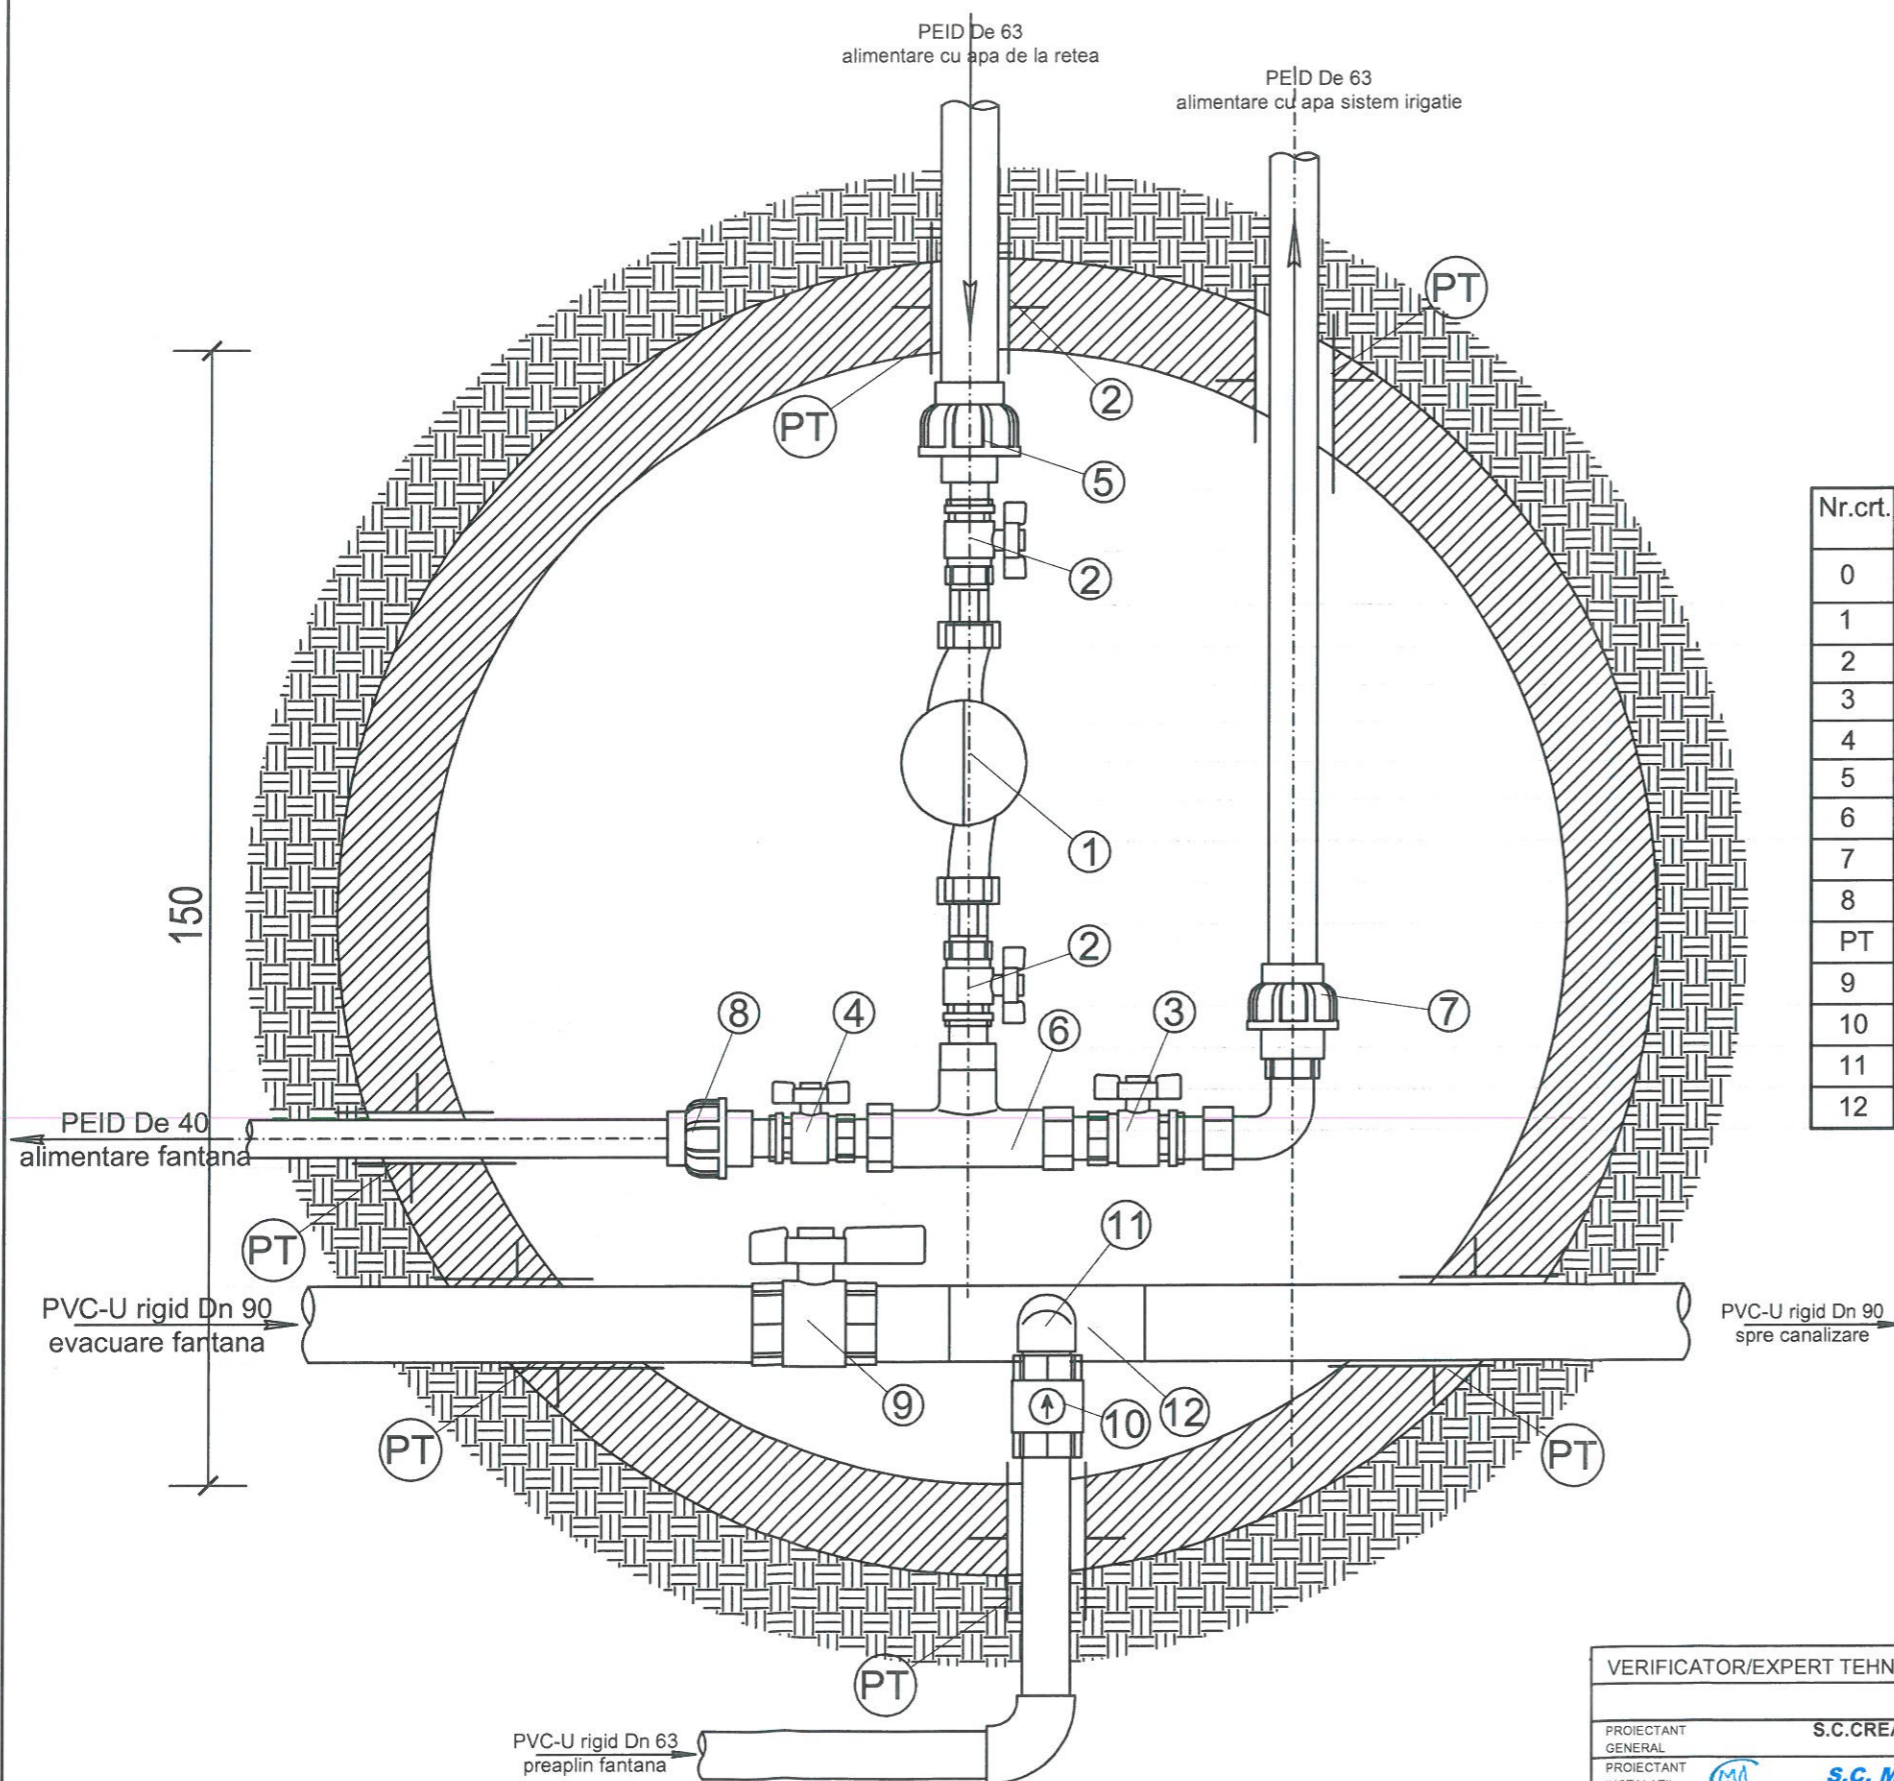 PEID De 63
alimentare cu apa de la retea
PEID De 63
alimentare cu apa sistem irigatie
PT
2
PT
5
2
150
1
2
8
4
6
3
7
PEID De 40
alimentare fantana
11
PT
PVC-U rigid Dn 90
evacuare fantana
PVC-U rigid Dn 90
spre canalizare
9
10
12
PT
PT
PT
PVC-U rigid Dn 63
preaplin fantana
Nr.crt.
0
1
2
3
4
5
6
7
8
PT
9
10
11
12
VERIFICATOR/EXPERT TEHN
PROIECTANT
GENERAL
S.C.CREA
PROIECTANT
S.C. M